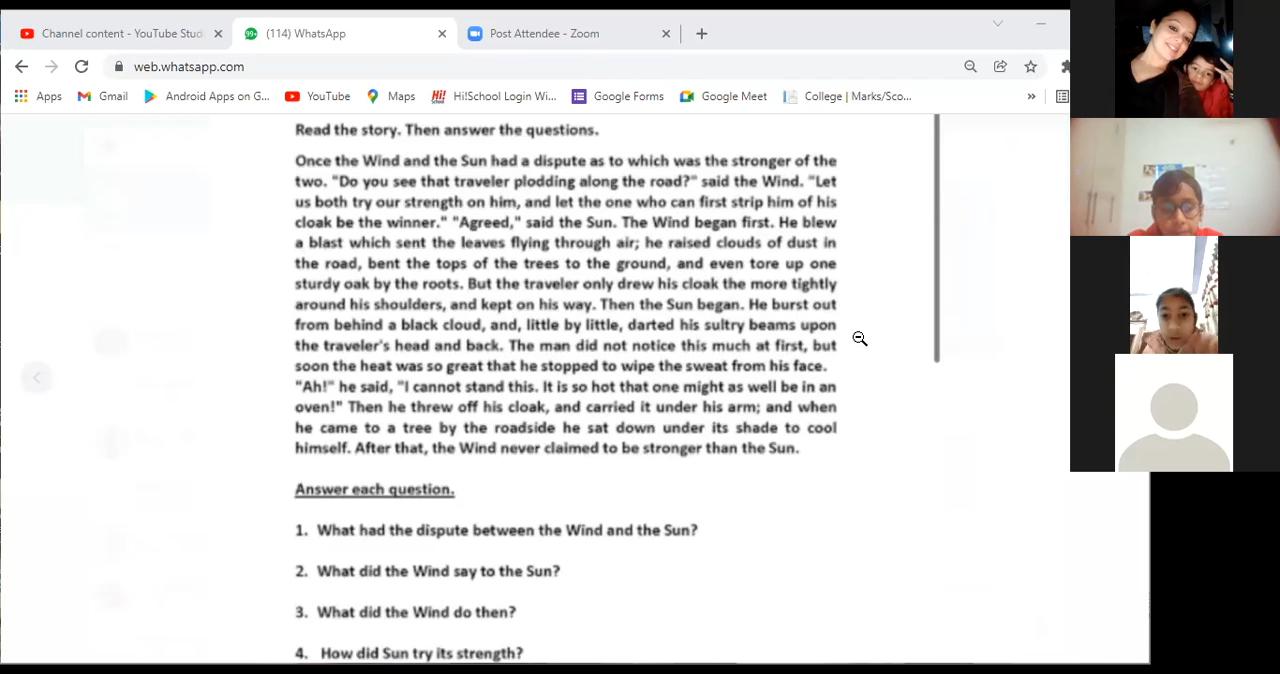 Channel content - YouTube Stud
99+ (114) WhatsApp
Post Attendee - Zoom
web.whatsapp.com
Apps
Gmail
Android Apps on G...
YouTube
Maps
Hi! Hi!School Login Wi...
Google Forms
Google Meet
College | Marks/Sco...
»
Read the story. Then answer the questions.
Once the Wind and the Sun had a dispute as to which was the stronger of the
two. "Do you see that traveler plodding along the road?" said the Wind. "Let
us both try our strength on him, and let the one who can first strip him of his
cloak be the winner." "Agreed," said the Sun. The Wind began first. He blew
a blast which sent the leaves flying through air; he raised clouds of dust in
the road, bent the tops of the trees to the ground, and even tore up one
sturdy oak by the roots. But the traveler only drew his cloak the more tightly
around his shoulders, and kept on his way. Then the Sun began. He burst out
from behind a black cloud, and, little by little, darted his sultry beams upon
the traveler's head and back. The man did not notice this much at first, but
soon the heat was so great that he stopped to wipe the sweat from his face.
"Ah!" he said, "I cannot stand this. It is so hot that one might as well be in an
oven!" Then he threw off his cloak, and carried it under his arm; and when
he came to a tree by the roadside he sat down under its shade to cool
himself. After that, the Wind never claimed to be stronger than the Sun.
Answer each question.
1. What had the dispute between the Wind and the Sun?
2. What did the Wind say to the Sun?
3. What did the Wind do then?
4. How did Sun try its strength?